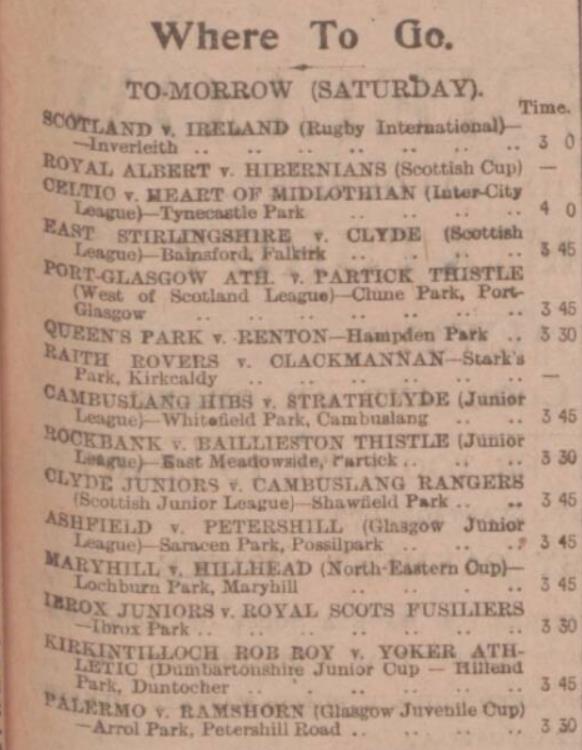 Where To Go.
TO-MORROW (SATURDAY).
Time.
SCOTLAND v. IRELAND (Rugby International)—
—Inverleith .. .. .. .. .. .. .. 3 0
ROYAL ALBERT v. HIBERNIANS (Scottish Cup) —
CELTIC v. HEART OF MIDLOTHIAN (Inter-City
League)—Tynecastle Park .. .. .. .. 4 0
EAST STIRLINGSHIRE v. CLYDE (Scottish
League)—Bainsford, Falkirk .. .. .. .. 3 45
PORT-GLASGOW ATH. v. PARTICK THISTLE
(West of Scotland League)—Clune Park, Port-
Glasgow .. .. .. .. .. .. .. 3 45
QUEEN'S PARK v. RENTON—Hampden Park .. 3 30
RAITH ROVERS v. CLACKMANNAN—Stark's
Park, Kirkcaldy .. .. .. .. .. .. —
CAMBUSLANG HIBS v. STRATHCLYDE (Junior
League)—Whitefield Park, Cambuslang .. .. 3 45
ROCKBANK v. BAILLIESTON THISTLE (Junior
League)—East Meadowside, Partick .. .. .. 3 30
CLYDE JUNIORS v. CAMBUSLANG RANGERS
(Scottish Junior League)—Shawfield Park .. .. 3 45
ASHFIELD v. PETERSHILL (Glasgow Junior
League)—Saracen Park, Possilpark .. .. .. 3 45
MARYHILL v. HILLHEAD (North-Eastern Cup)—
Lochburn Park, Maryhill .. .. .. .. 3 45
IBROX JUNIORS v. ROYAL SCOTS FUSILIERS
—Ibrox Park .. .. .. .. .. .. .. 3 30
KIRKINTILLOCH ROB ROY v. YOKER ATH-
LETIC (Dumbartonshire Junior Cup — Hillend
Park, Duntocher .. .. .. .. .. .. 3 45
PALERMO v. RAMSHORN (Glasgow Juvenile Cup)
—Arrol Park, Petershill Road .. .. .. .. 3 30